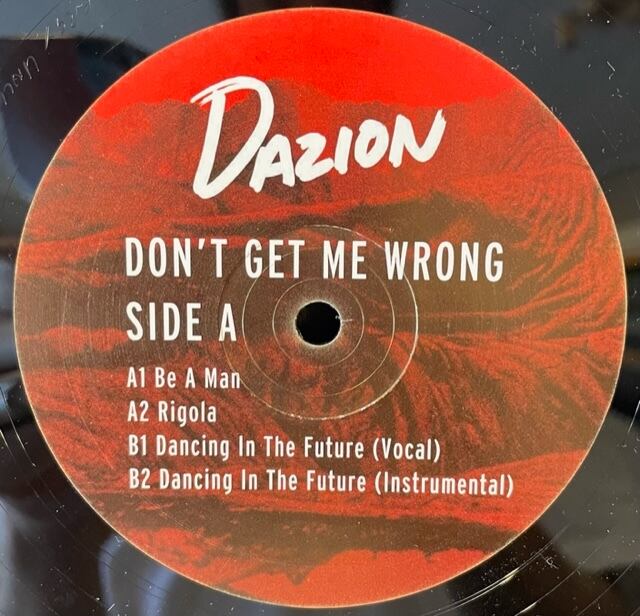 DAZION
DON'T GET ME WRONG
SIDE A
A1 Be A Man
A2 Rigola
B1 Dancing In The Future (Vocal)
B2 Dancing In The Future (Instrumental)